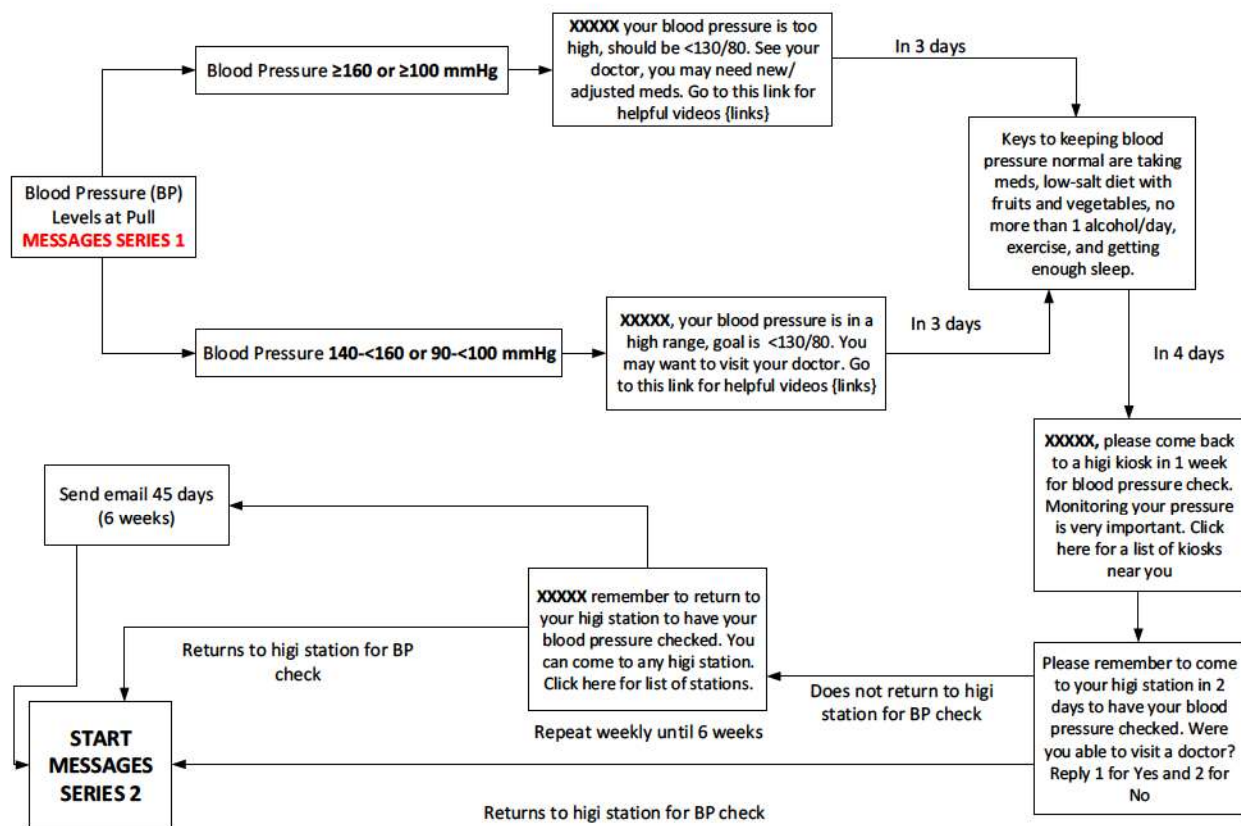 XXXXX your blood pressure is too
high, should be <130/80. See your
doctor, you may need new/
adjusted meds. Go to this link for
helpful videos {links}
In 3 days
Blood Pressure ≥160 or ≥100 mmHg
Keys to keeping blood
pressure normal are taking
meds, low-salt diet with
fruits and vegetables, no
more than 1 alcohol/day,
exercise, and getting
enough sleep.
Blood Pressure (BP)
Levels at Pull
MESSAGES SERIES 1
XXXXX, your blood pressure is in a
high range, goal is <130/80. You
may want to visit your doctor. Go
to this link for helpful videos {links}
In 3 days
Blood Pressure 140-<160 or 90-<100 mmHg
In 4 days
XXXXX, please come back
to a higi kiosk in 1 week
for blood pressure check.
Monitoring your pressure
is very important. Click
here for a list of kiosks
near you
Send email 45 days
(6 weeks)
XXXXX remember to return to
your higi station to have your
blood pressure checked. You
can come to any higi station.
Click here for list of stations.
Returns to higi station for BP
check
Please remember to come
to your higi station in 2
days to have your blood
pressure checked. Were
you able to visit a doctor?
Reply 1 for Yes and 2 for
No
Does not return to higi
station for BP check
Repeat weekly until 6 weeks
START
MESSAGES
SERIES 2
Returns to higi station for BP check